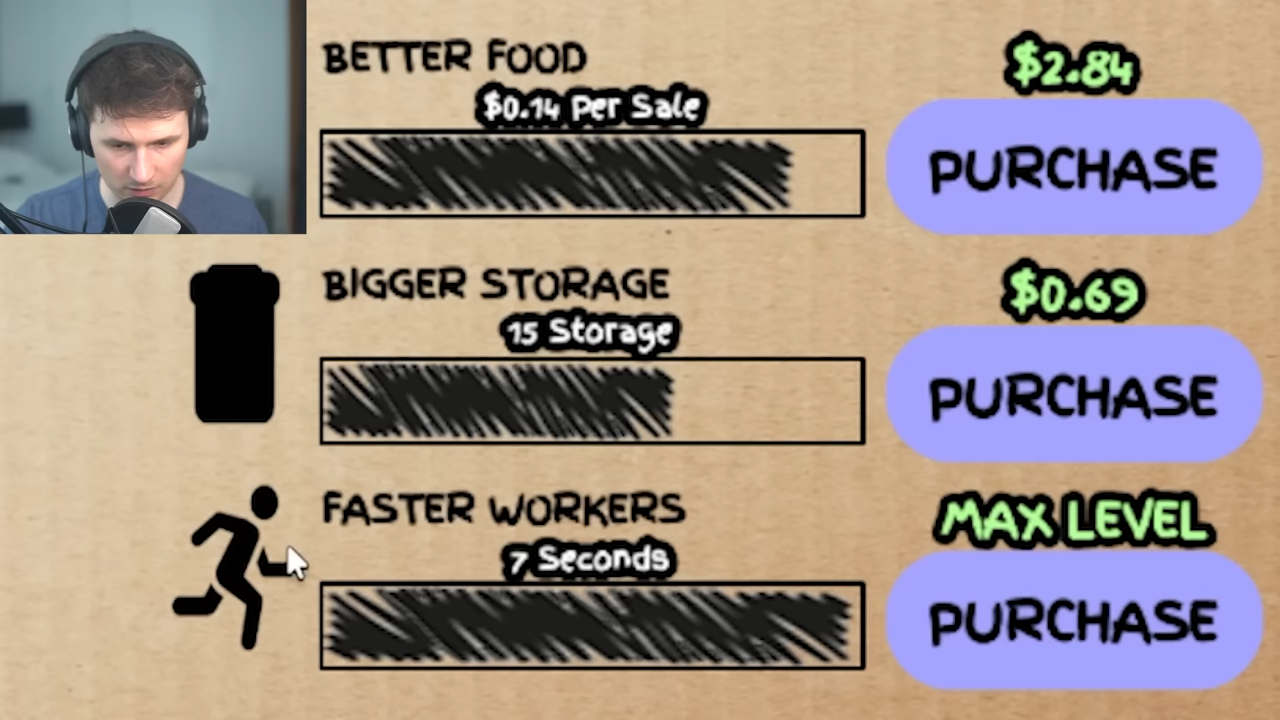 BETTER FOOD
$0.14 Per Sale
$2.84
PURCHASE
BIGGER STORAGE
15 Storage
$0.69
PURCHASE
FASTER WORKERS
7 Seconds
MAX LEVEL
PURCHASE